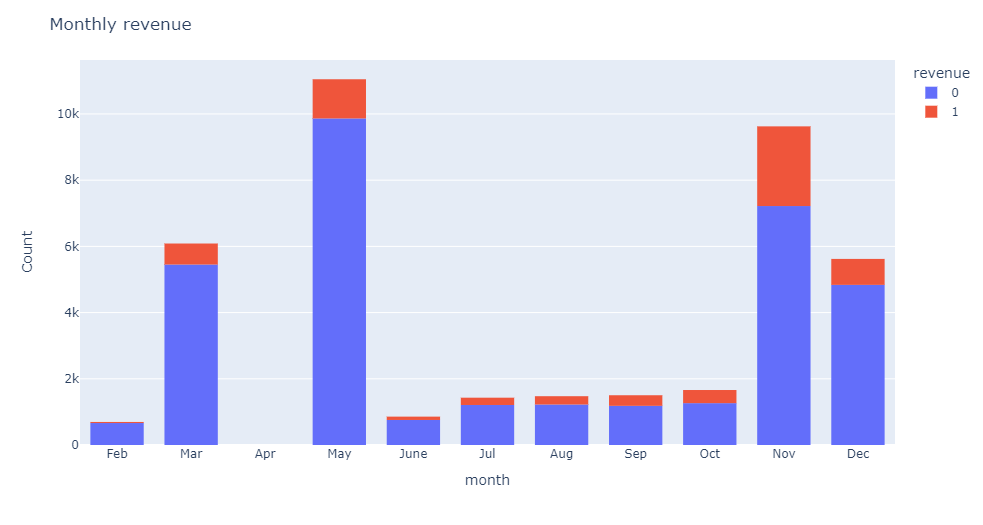 Monthly revenue
revenue
0
1
10k
8k
6k
4k
2k
0
Count
Feb Mar Apr May June Jul Aug Sep Oct Nov Dec
month